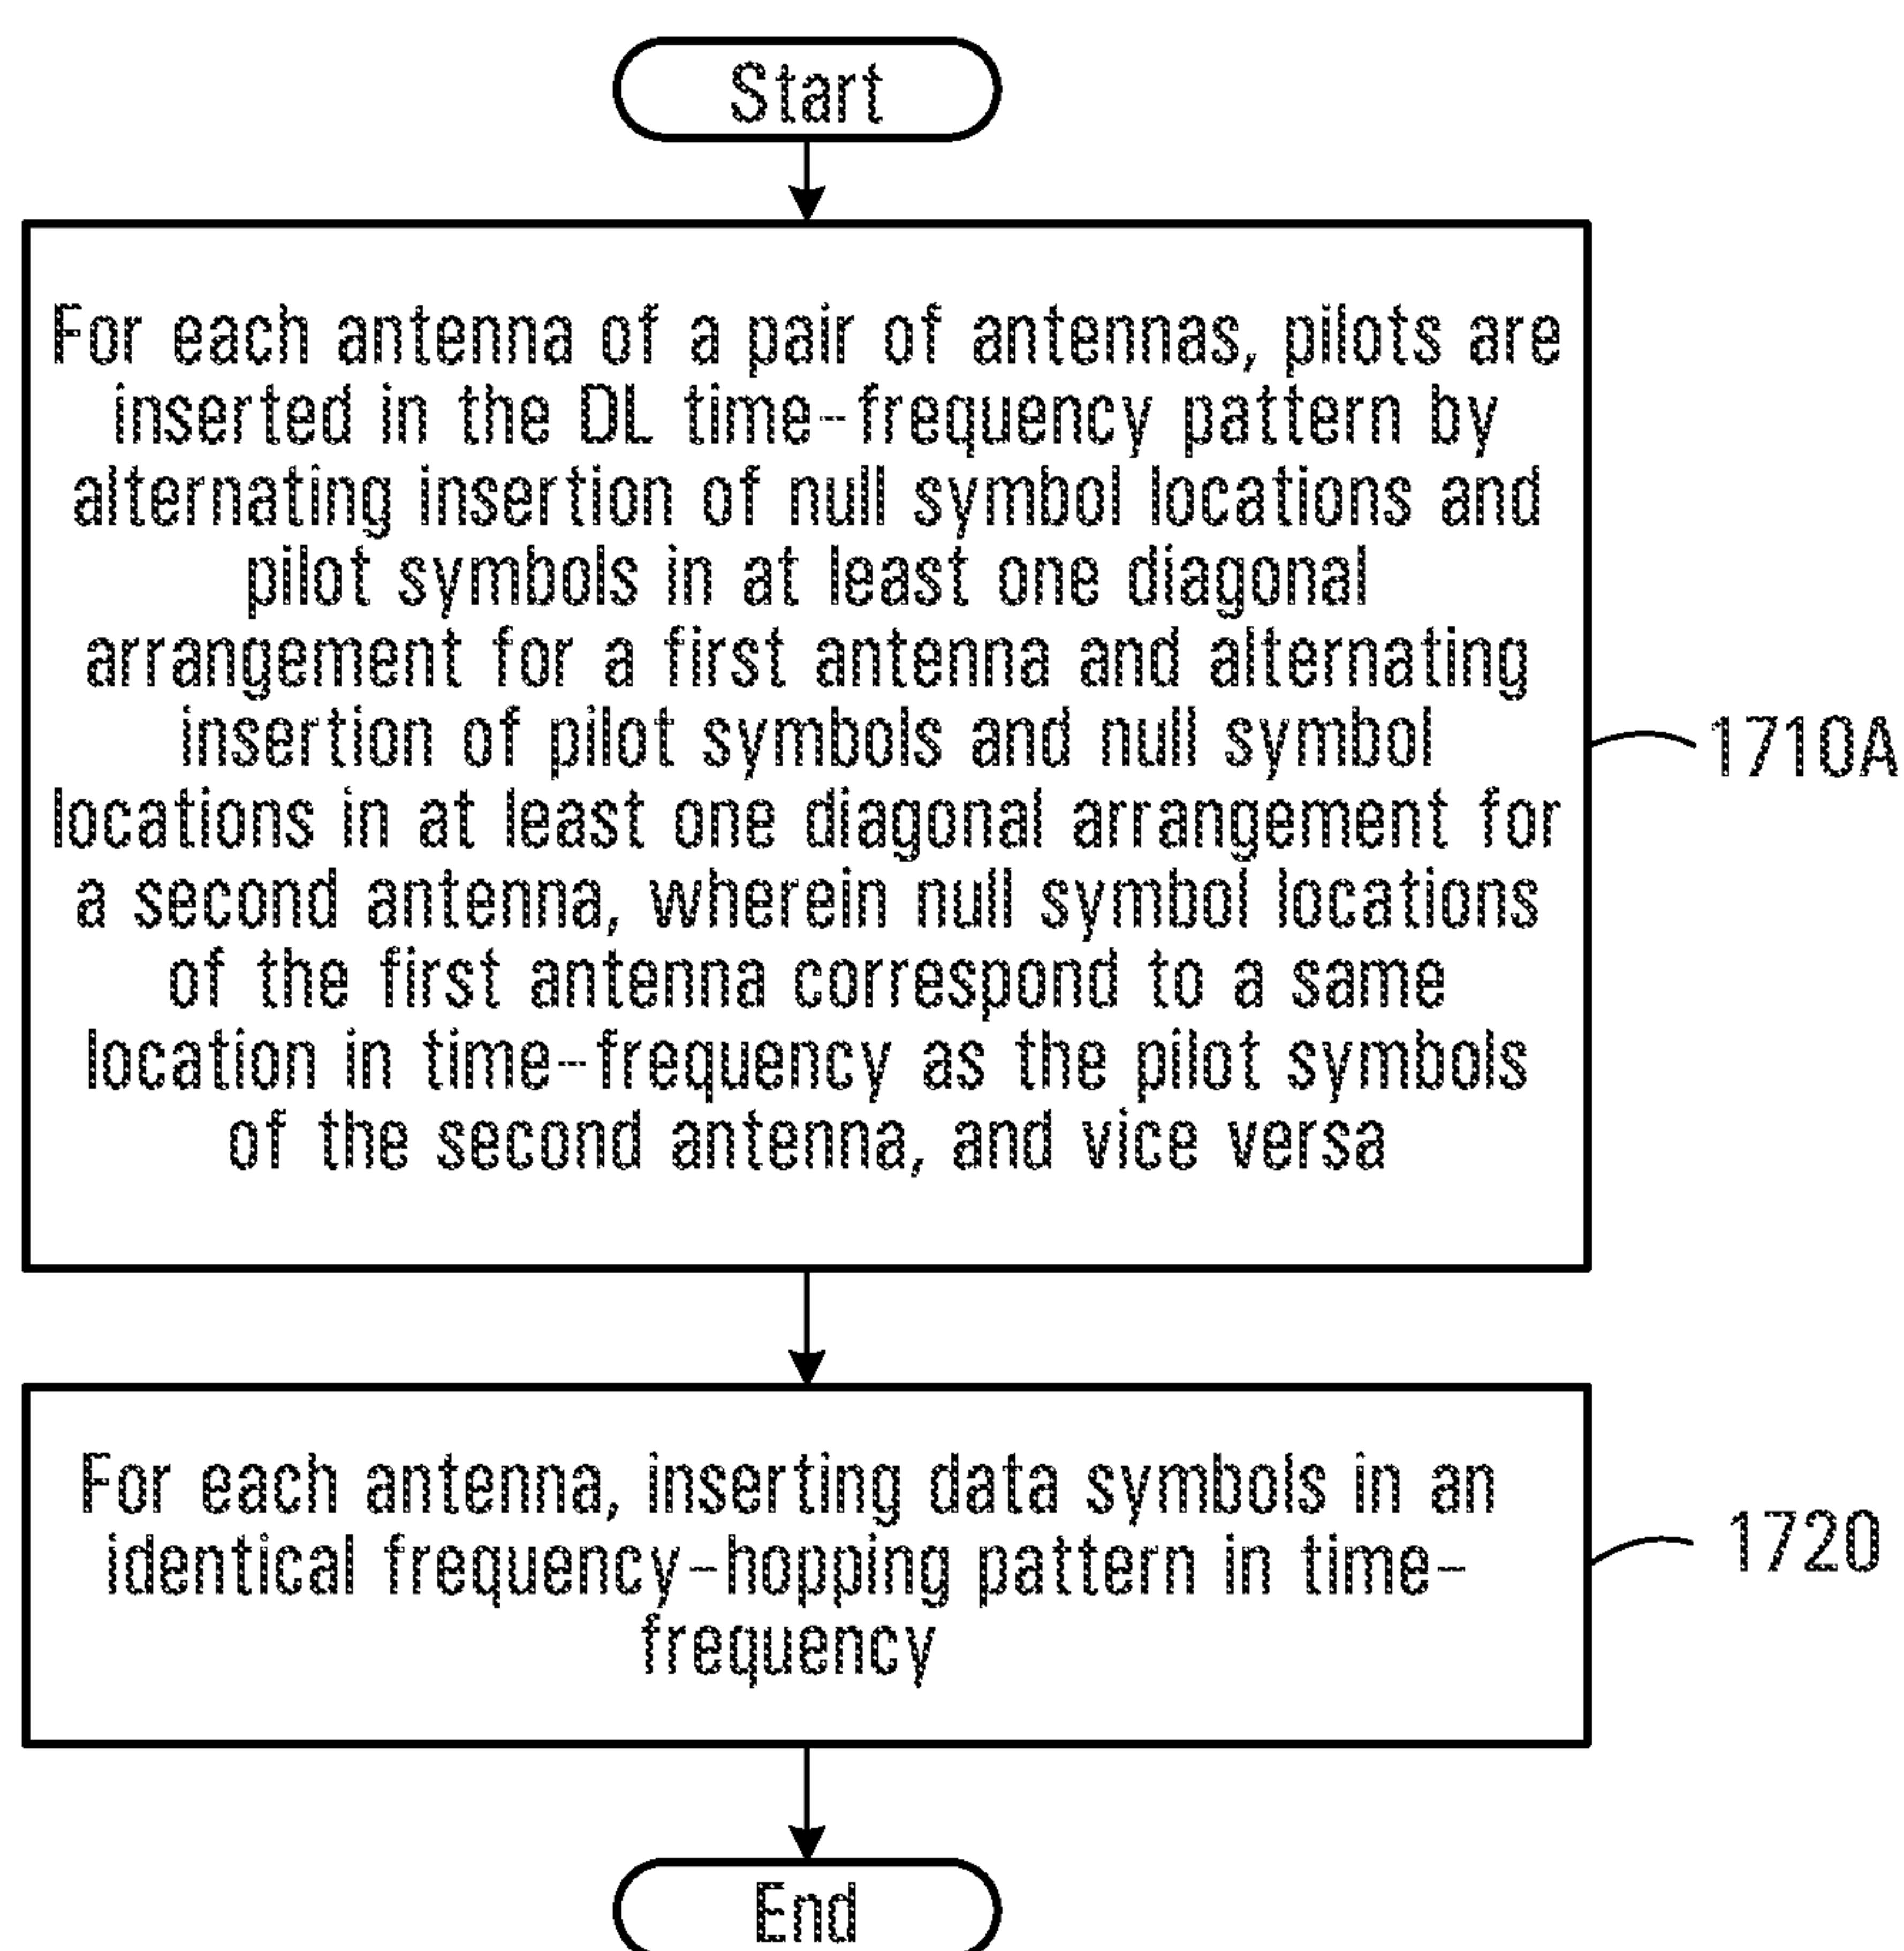 Start
For each antenna of a pair of antennas, pilots are
inserted in the DL time-frequency pattern by
alternating insertion of null symbol locations and
pilot symbols in at least one diagonal
arrangement for a first antenna and alternating
insertion of pilot symbols and null symbol
locations in at least one diagonal arrangement for
a second antenna, wherein null symbol locations
of the first antenna correspond to a same
location in time-frequency as the pilot symbols
of the second antenna, and vice versa
1710A
For each antenna, inserting data symbols in an
identical frequency-hopping pattern in time-
frequency
1720
End